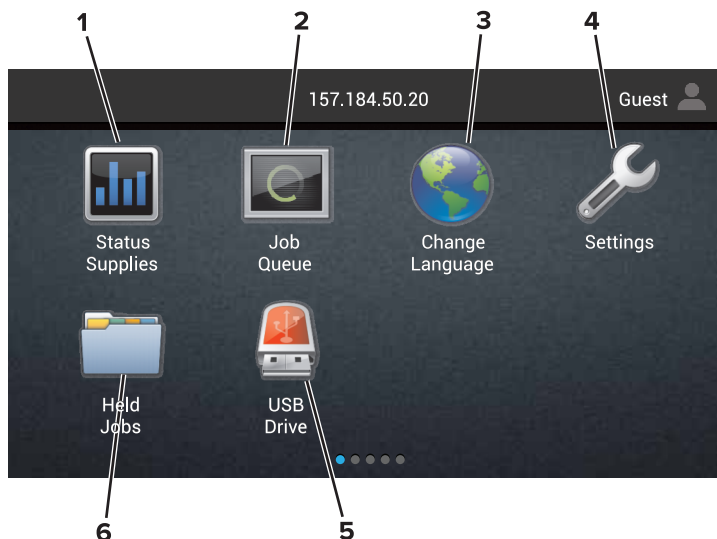 1 2 3 4
157.184.50.20 Guest
Status Supplies
Job Queue
Change Language
Settings
Held Jobs
USB Drive
6 5